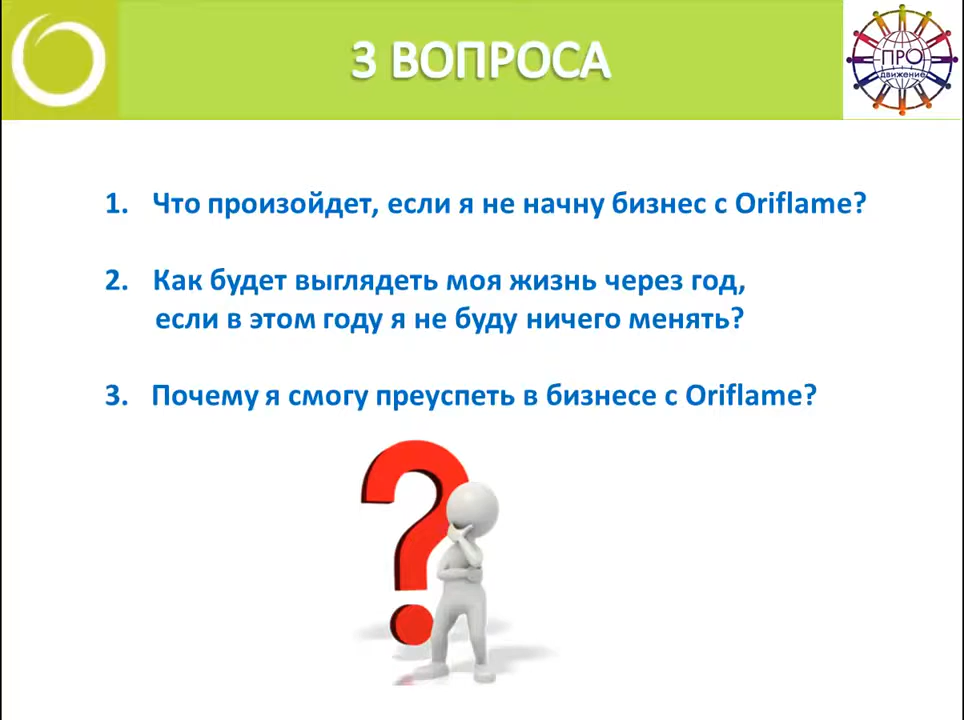 З ВОПРОСА
ПРО
движение
1. Что произойдет, если я не начну бизнес с Oriflame?
2. Как будет выглядеть моя жизнь через год,
если в этом году я не буду ничего менять?
3. Почему я смогу преуспеть в бизнесе с Oriflame?